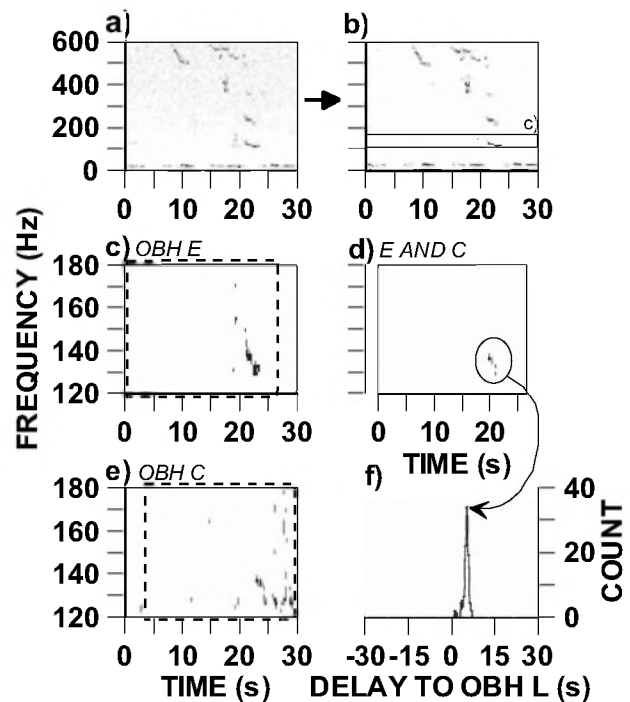 a)
b)
600
400
200
0
c)
0 10 20 30
0 10 20 30
FREQUENCY (Hz)
c) OBH E
d) E AND C
180
160
140
120
0 10 20 30
0 10 20
TIME (s)
e) OBH C
f)
180
160
140
120
40
20
0
COUNT
0 10 20 30
-30 -15 0 15 30
TIME (s)
DELAY TO OBH L (s)